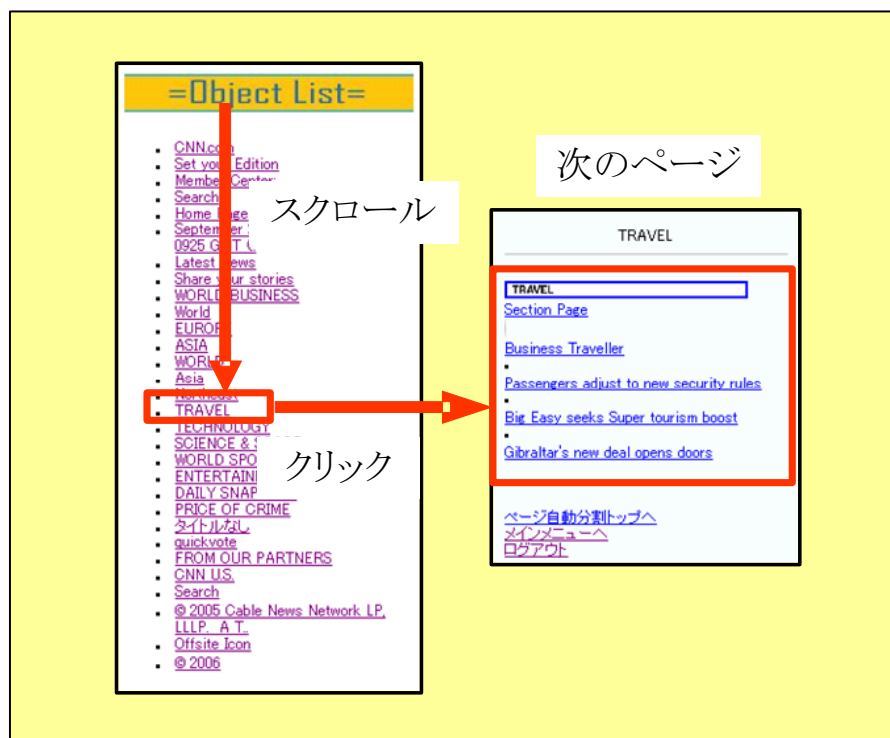 =Object List=
CNN.com
Set your Edition
Member Center:
Search
Home Page
September
0925 GMT
Latest News
Share your stories
WORLD BUSINESS
World
EUROPE
ASIA
WORLD
Asia
Northeast
TRAVEL
TECHNOLOGY
SCIENCE &
WORLD SPO
ENTERTAIN
DAILY SNAP
PRICE OF CRIME
タイトルなし
quickvote
FROM OUR PARTNERS
CNN U.S.
Search
© 2005 Cable News Network LP,
LLLP. A T..
Offsite Icon
© 2006
スクロール
クリック
次のページ
TRAVEL
TRAVEL
Section Page
Business Traveller
Passengers adjust to new security rules
Big Easy seeks Super tourism boost
Gibraltar's new deal opens doors
ページ自動分割トップへ
メインメニューへ
ログアウト